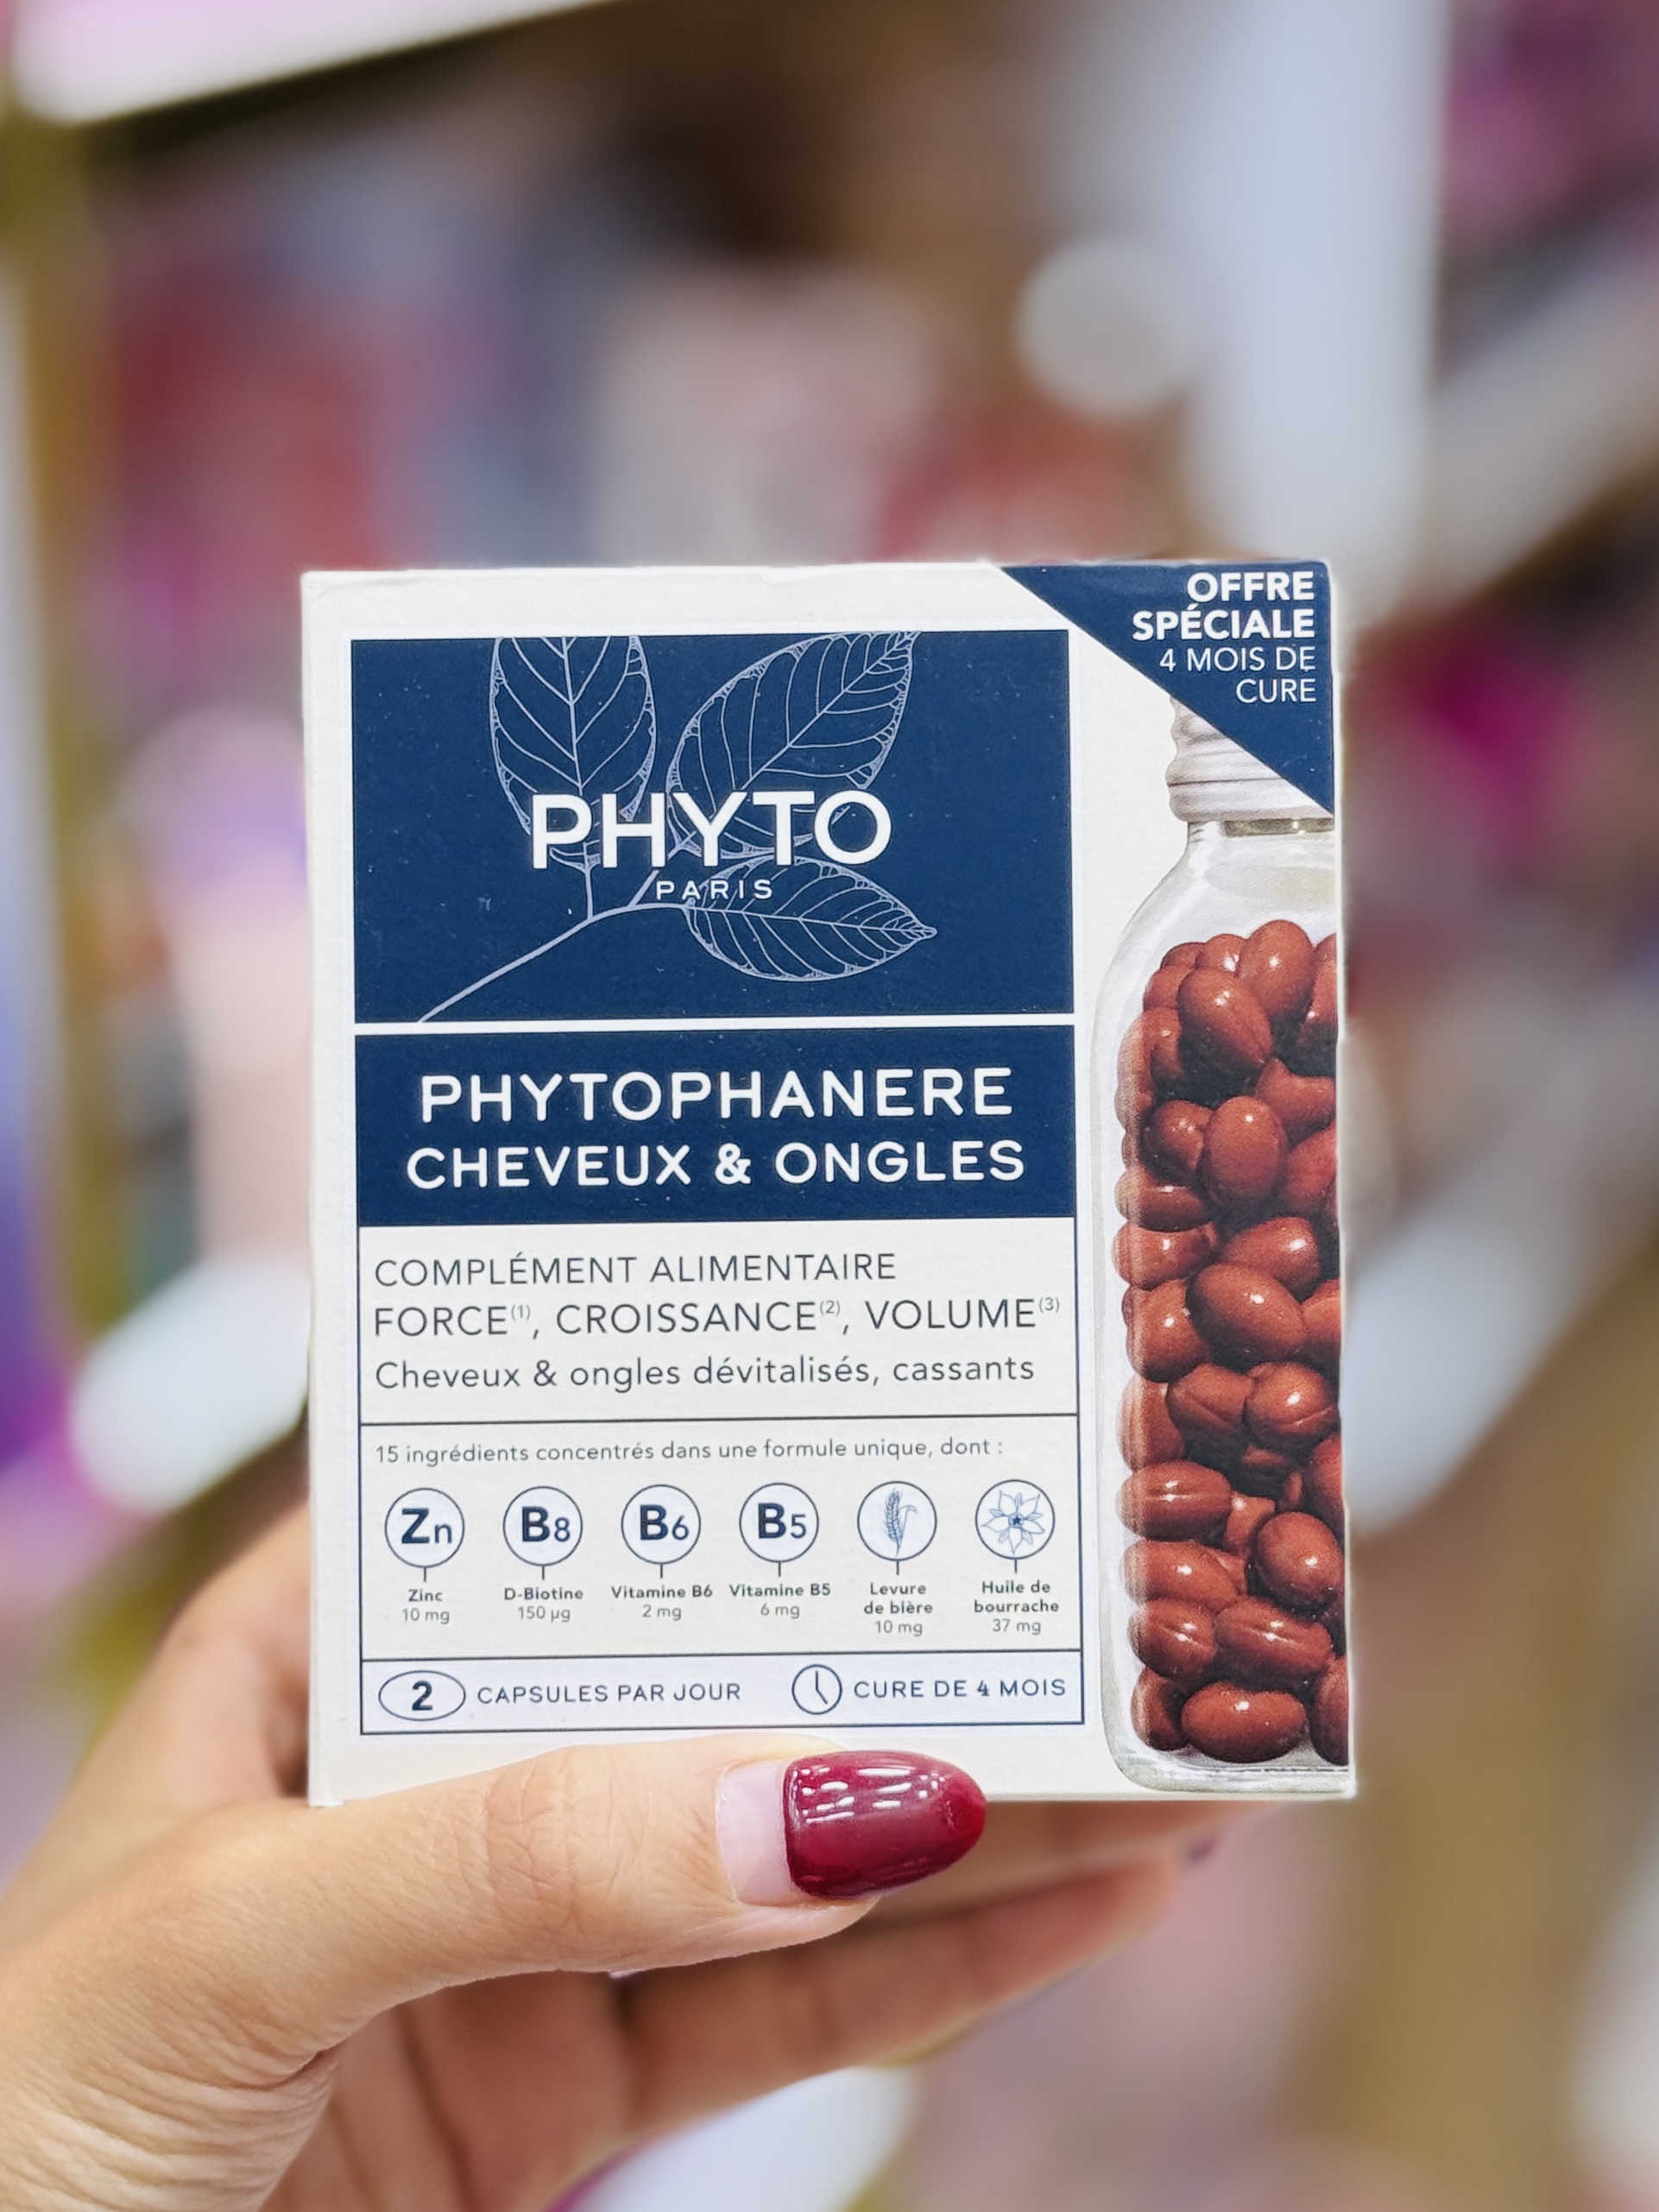 OFFRE
SPÉCIALE
4 MOIS DE
CURE
PHYTO
PARIS
PHYTOPHANERE
CHEVEUX & ONGLES
COMPLÉMENT ALIMENTAIRE
FORCE(1), CROISSANCE(2), VOLUME(3)
Cheveux & ongles dévitalisés, cassants
15 ingrédients concentrés dans une formule unique, dont :
Zn B8 B6 B5
Zinc D-Biotine Vitamine B6 Vitamine B5 Levure Huile de
10 mg 150 µg 2 mg 6 mg de bière bourrache
10 mg 37 mg
2 CAPSULES PAR JOUR CURE DE 4 MOIS